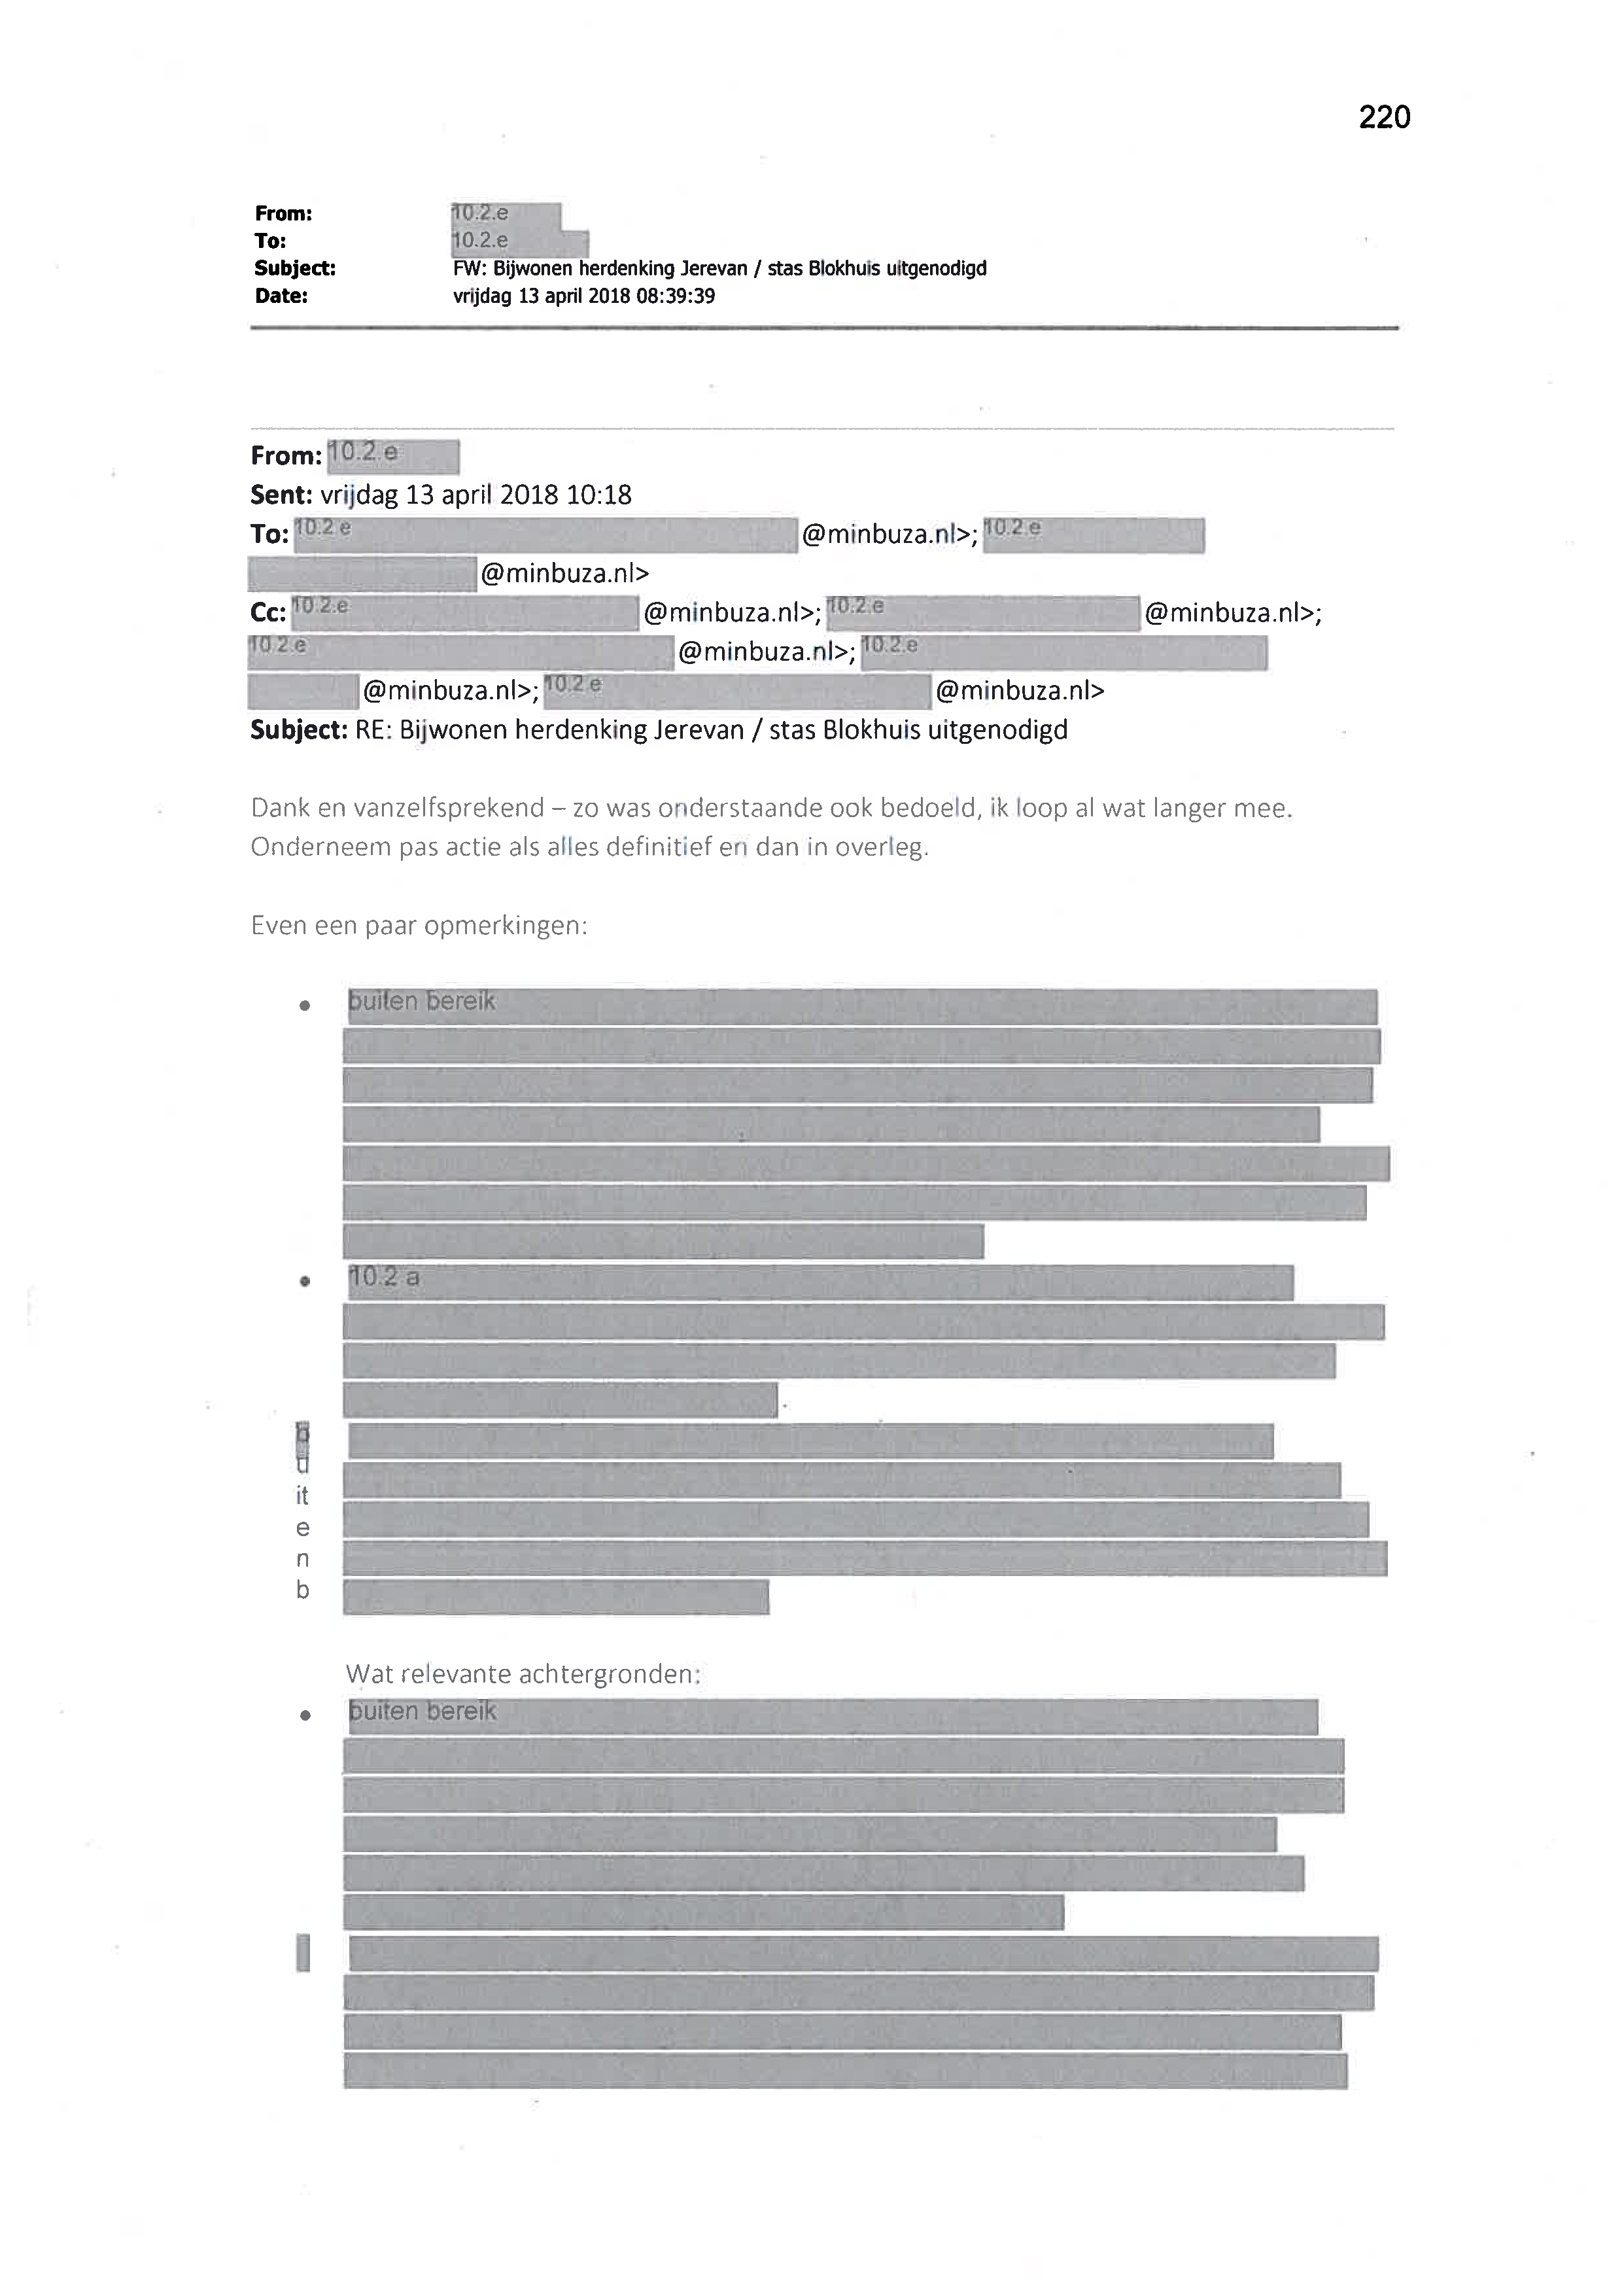 220
From: 10.2.e
To: 10.2.e
Subject: FW: Bijwonen herdenking Jerevan / stas Blokhuis uitgenodigd
Date: vrijdag 13 april 2018 08:39:39
From: 10.2.e
Sent: vrijdag 13 april 2018 10:18
To: 10.2 e @minbuza.nl>; 10.2 e
@minbuza.nl>
Cc: 10.2.e @minbuza.nl>; 10.2.e @minbuza.nl>;
10.2.e @minbuza.nl>; 10.2.e
@minbuza.nl>; 10.2 e @minbuza.nl>
Subject: RE: Bijwonen herdenking Jerevan / stas Blokhuis uitgenodigd
Dank en vanzelfsprekend – zo was onderstaande ook bedoeld, ik loop al wat langer mee.
Onderneem pas actie als alles definitief en dan in overleg.
Even een paar opmerkingen:
• buiten bereik
• 10.2 a
b
u
it
e
n
b
Wat relevante achtergronden:
• buiten bereik